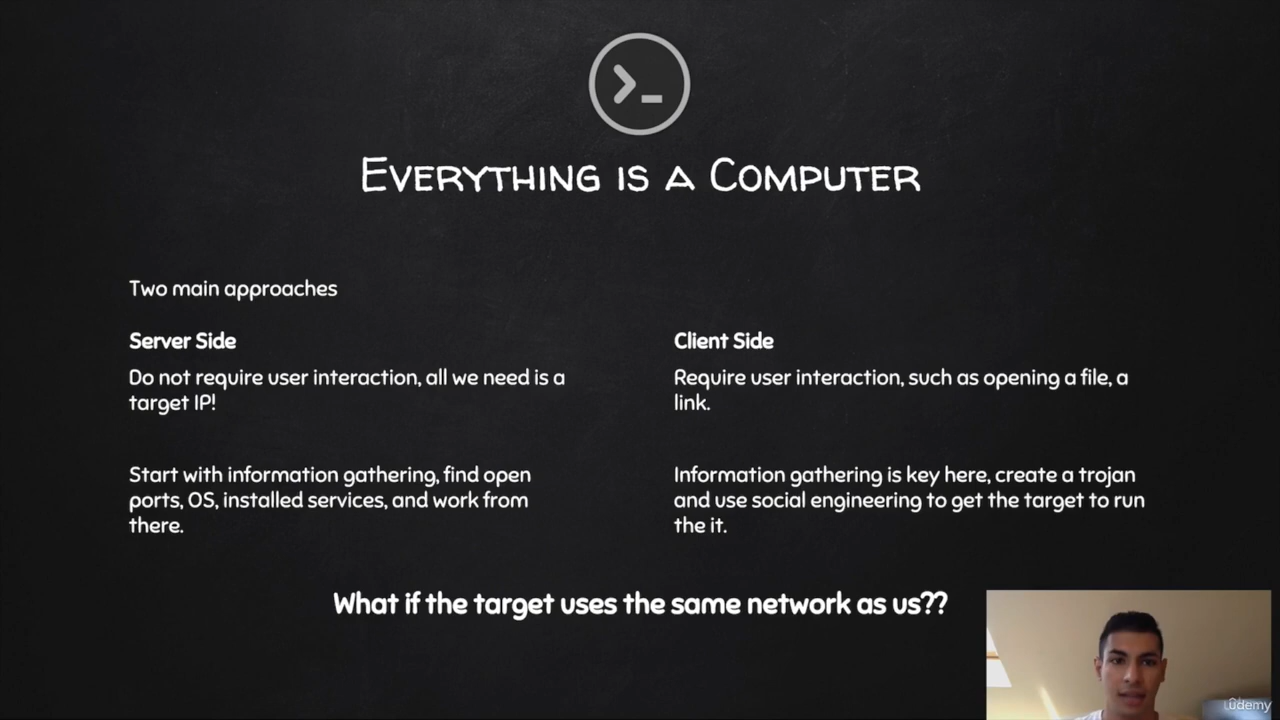 Everything is a Computer
Two main approaches
Server Side
Do not require user interaction, all we need is a
target IP!
Start with information gathering, find open
ports, OS, installed services, and work from
there.
Client Side
Require user interaction, such as opening a file, a
link.
Information gathering is key here, create a trojan
and use social engineering to get the target to run
the it.
What if the target uses the same network as us??
ûdemy